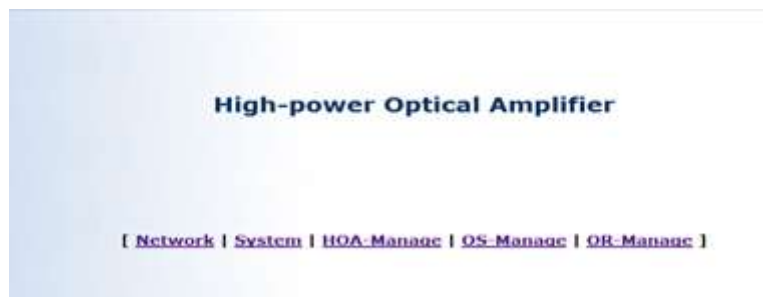 High-power Optical Amplifier
[ Network | System | HOA-Manage | OS-Manage | OR-Manage ]